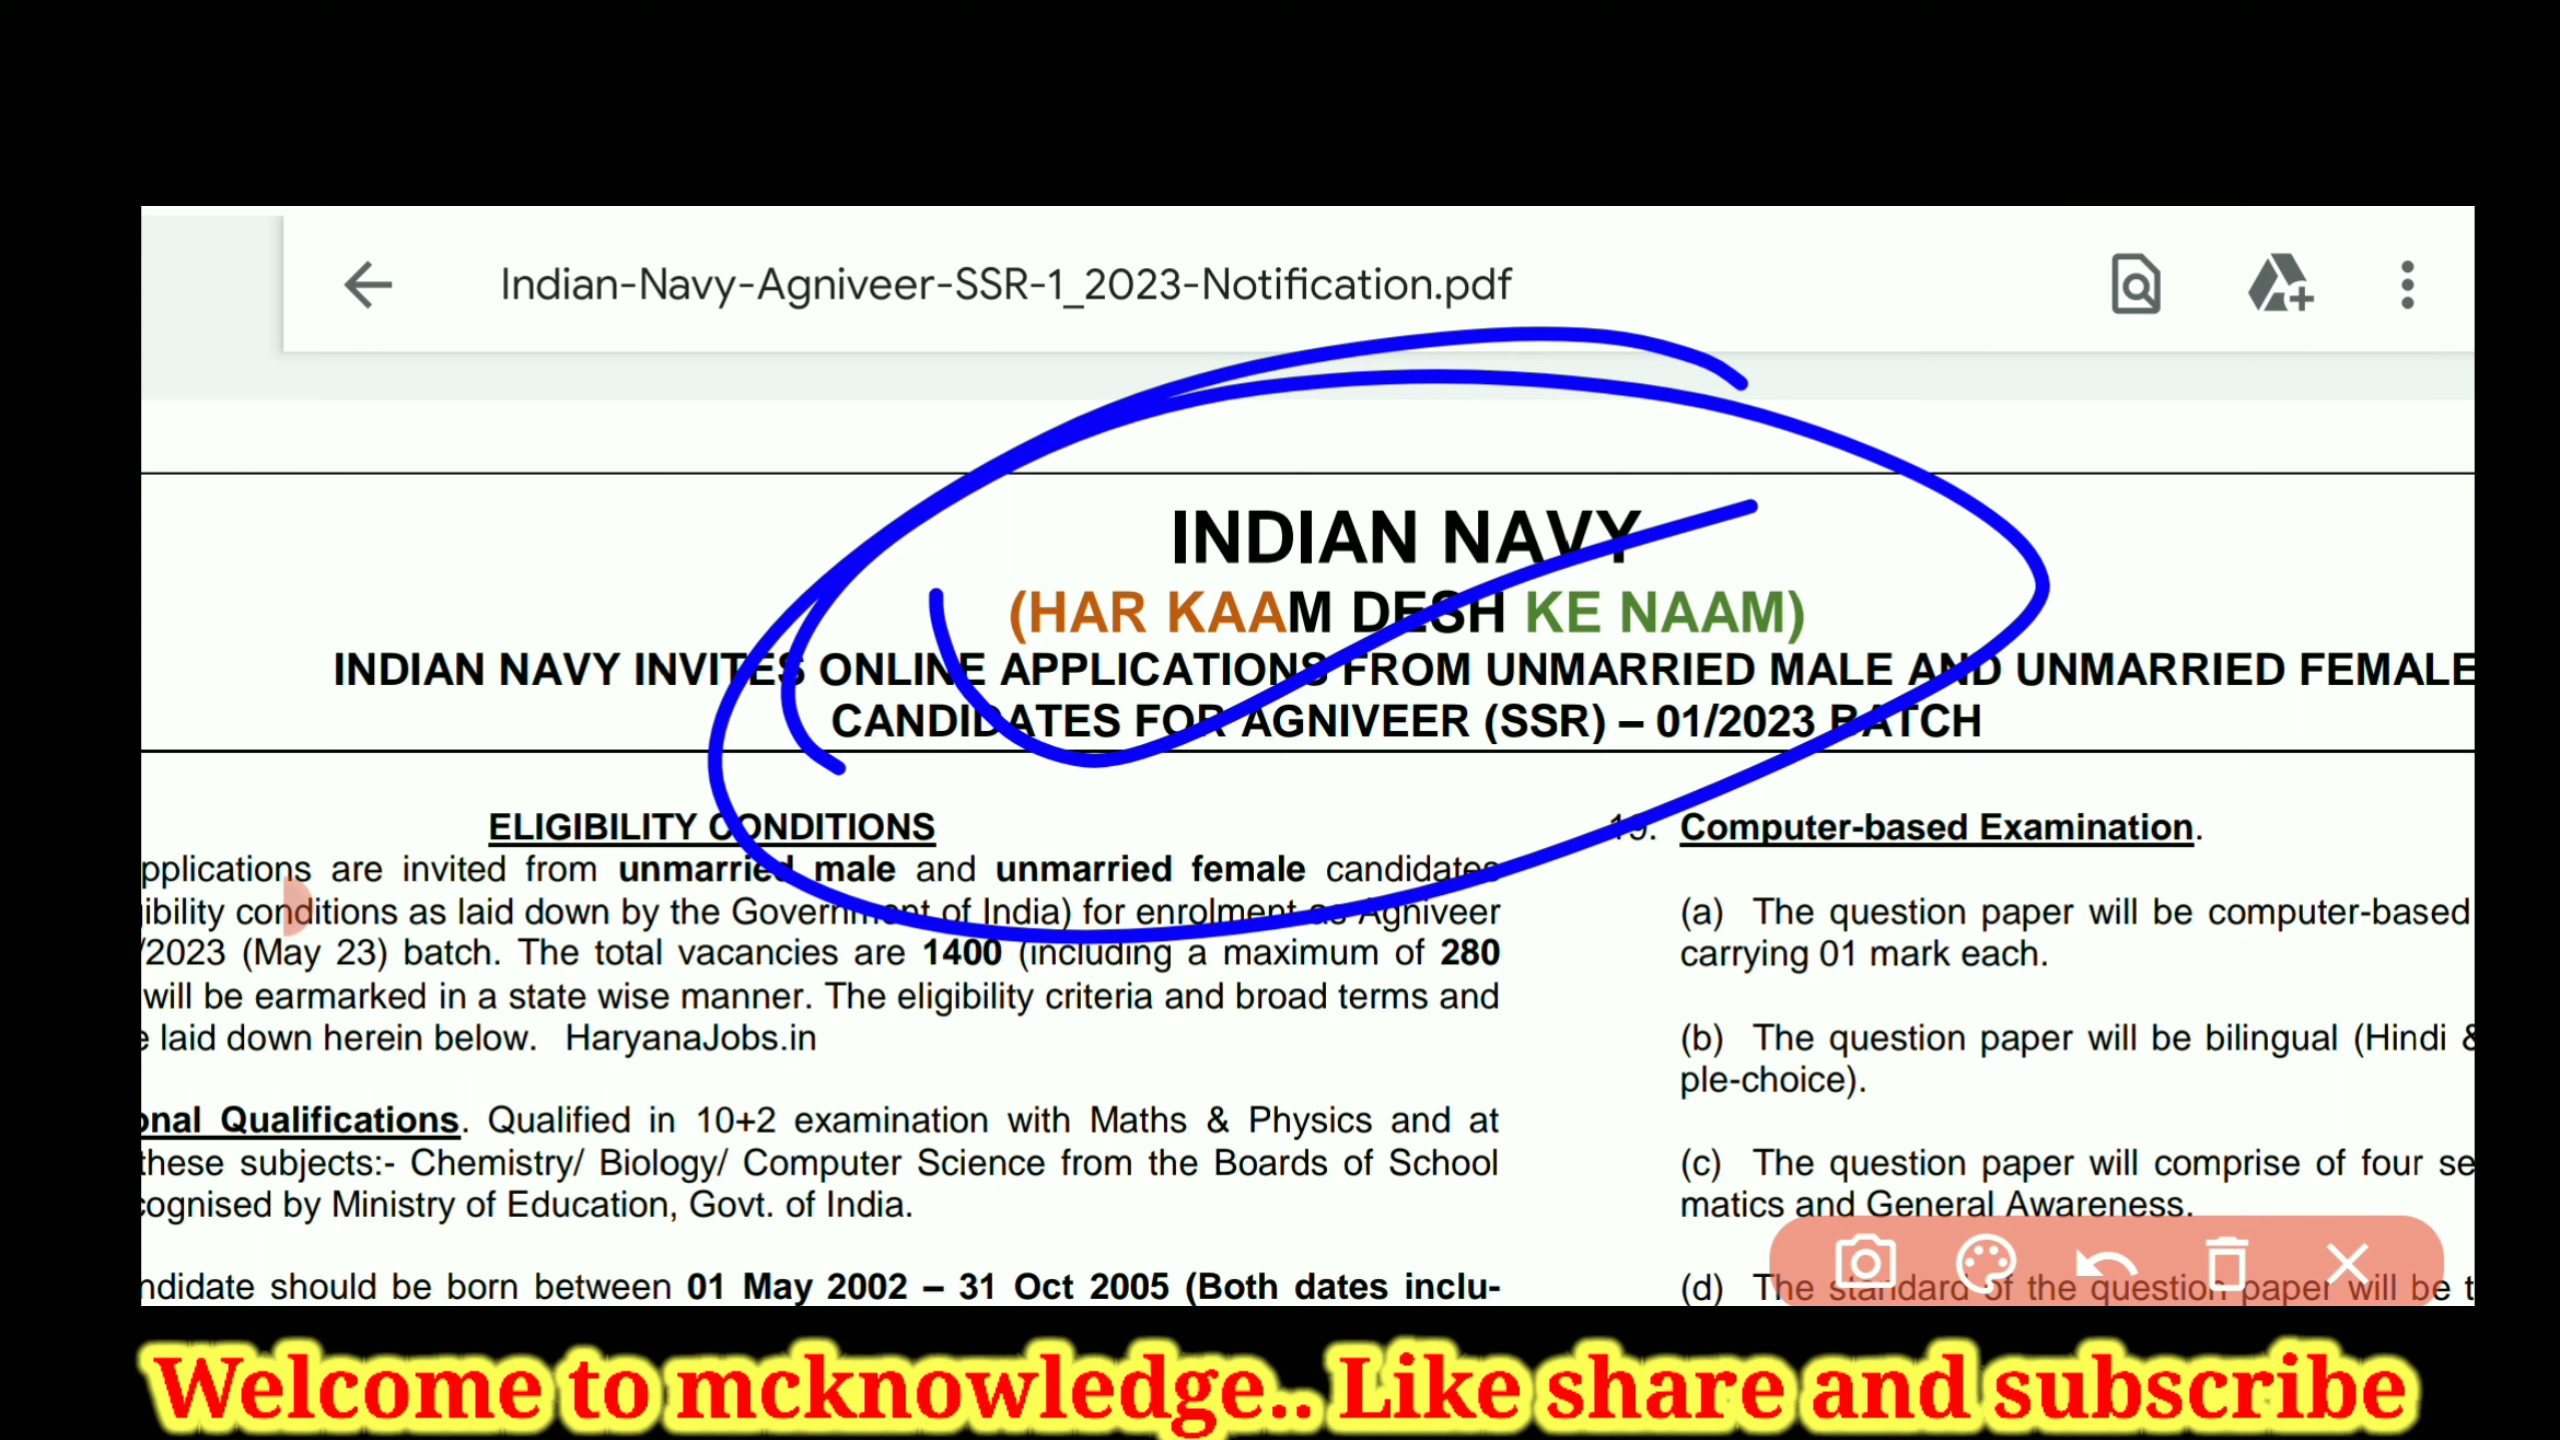 Indian-Navy-Agniveer-SSR-1_2023-Notification.pdf
INDIAN NAVY
(HAR KAAM DESH KE NAAM)
INDIAN NAVY INVITES ONLINE APPLICATIONS FROM UNMARRIED MALE AND UNMARRIED FEMALE
CANDIDATES FOR AGNIVEER (SSR) – 01/2023 BATCH
ELIGIBILITY CONDITIONS
pplications are invited from unmarried male and unmarried female candidates
ibility conditions as laid down by the Government of India) for enrolment as Agniveer
/2023 (May 23) batch. The total vacancies are 1400 (including a maximum of 280
will be earmarked in a state wise manner. The eligibility criteria and broad terms and
e laid down herein below. HaryanaJobs.in
onal Qualifications. Qualified in 10+2 examination with Maths & Physics and at
these subjects:- Chemistry/ Biology/ Computer Science from the Boards of School
cognised by Ministry of Education, Govt. of India.
ndidate should be born between 01 May 2002 – 31 Oct 2005 (Both dates inclu-
19. Computer-based Examination.
(a) The question paper will be computer-based
carrying 01 mark each.
(b) The question paper will be bilingual (Hindi &
ple-choice).
(c) The question paper will comprise of four se
matics and General Awareness.
(d) The standard of the question paper will be t
Welcome to mcknowledge.. Like share and subscribe